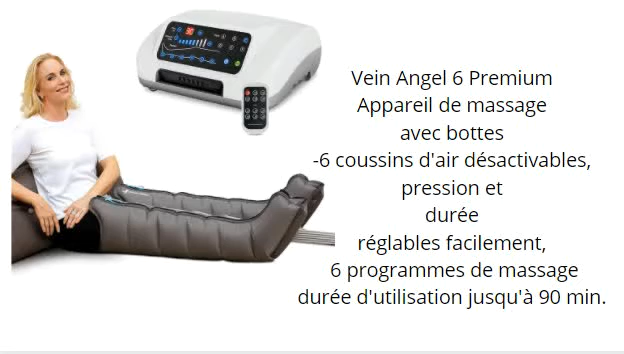 Vein Angel 6 Premium
Appareil de massage
avec bottes
-6 coussins d'air désactivables,
pression et
durée
réglables facilement,
6 programmes de massage
durée d'utilisation jusqu'à 90 min.